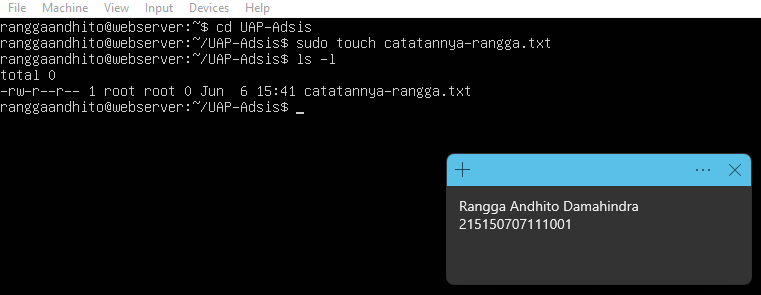 File Machine View Input Devices Help
ranggaandhito@webserver:~$ cd UAP-Adsis
ranggaandhito@webserver:~/UAP-Adsis$ sudo touch catatannya-rangga.txt
ranggaandhito@webserver:~/UAP-Adsis$ ls -l
total 0
-rw-r--r-- 1 root root 0 Jun  6 15:41 catatannya-rangga.txt
ranggaandhito@webserver:~/UAP-Adsis$ _
Rangga Andhito Damahindra
215150707111001